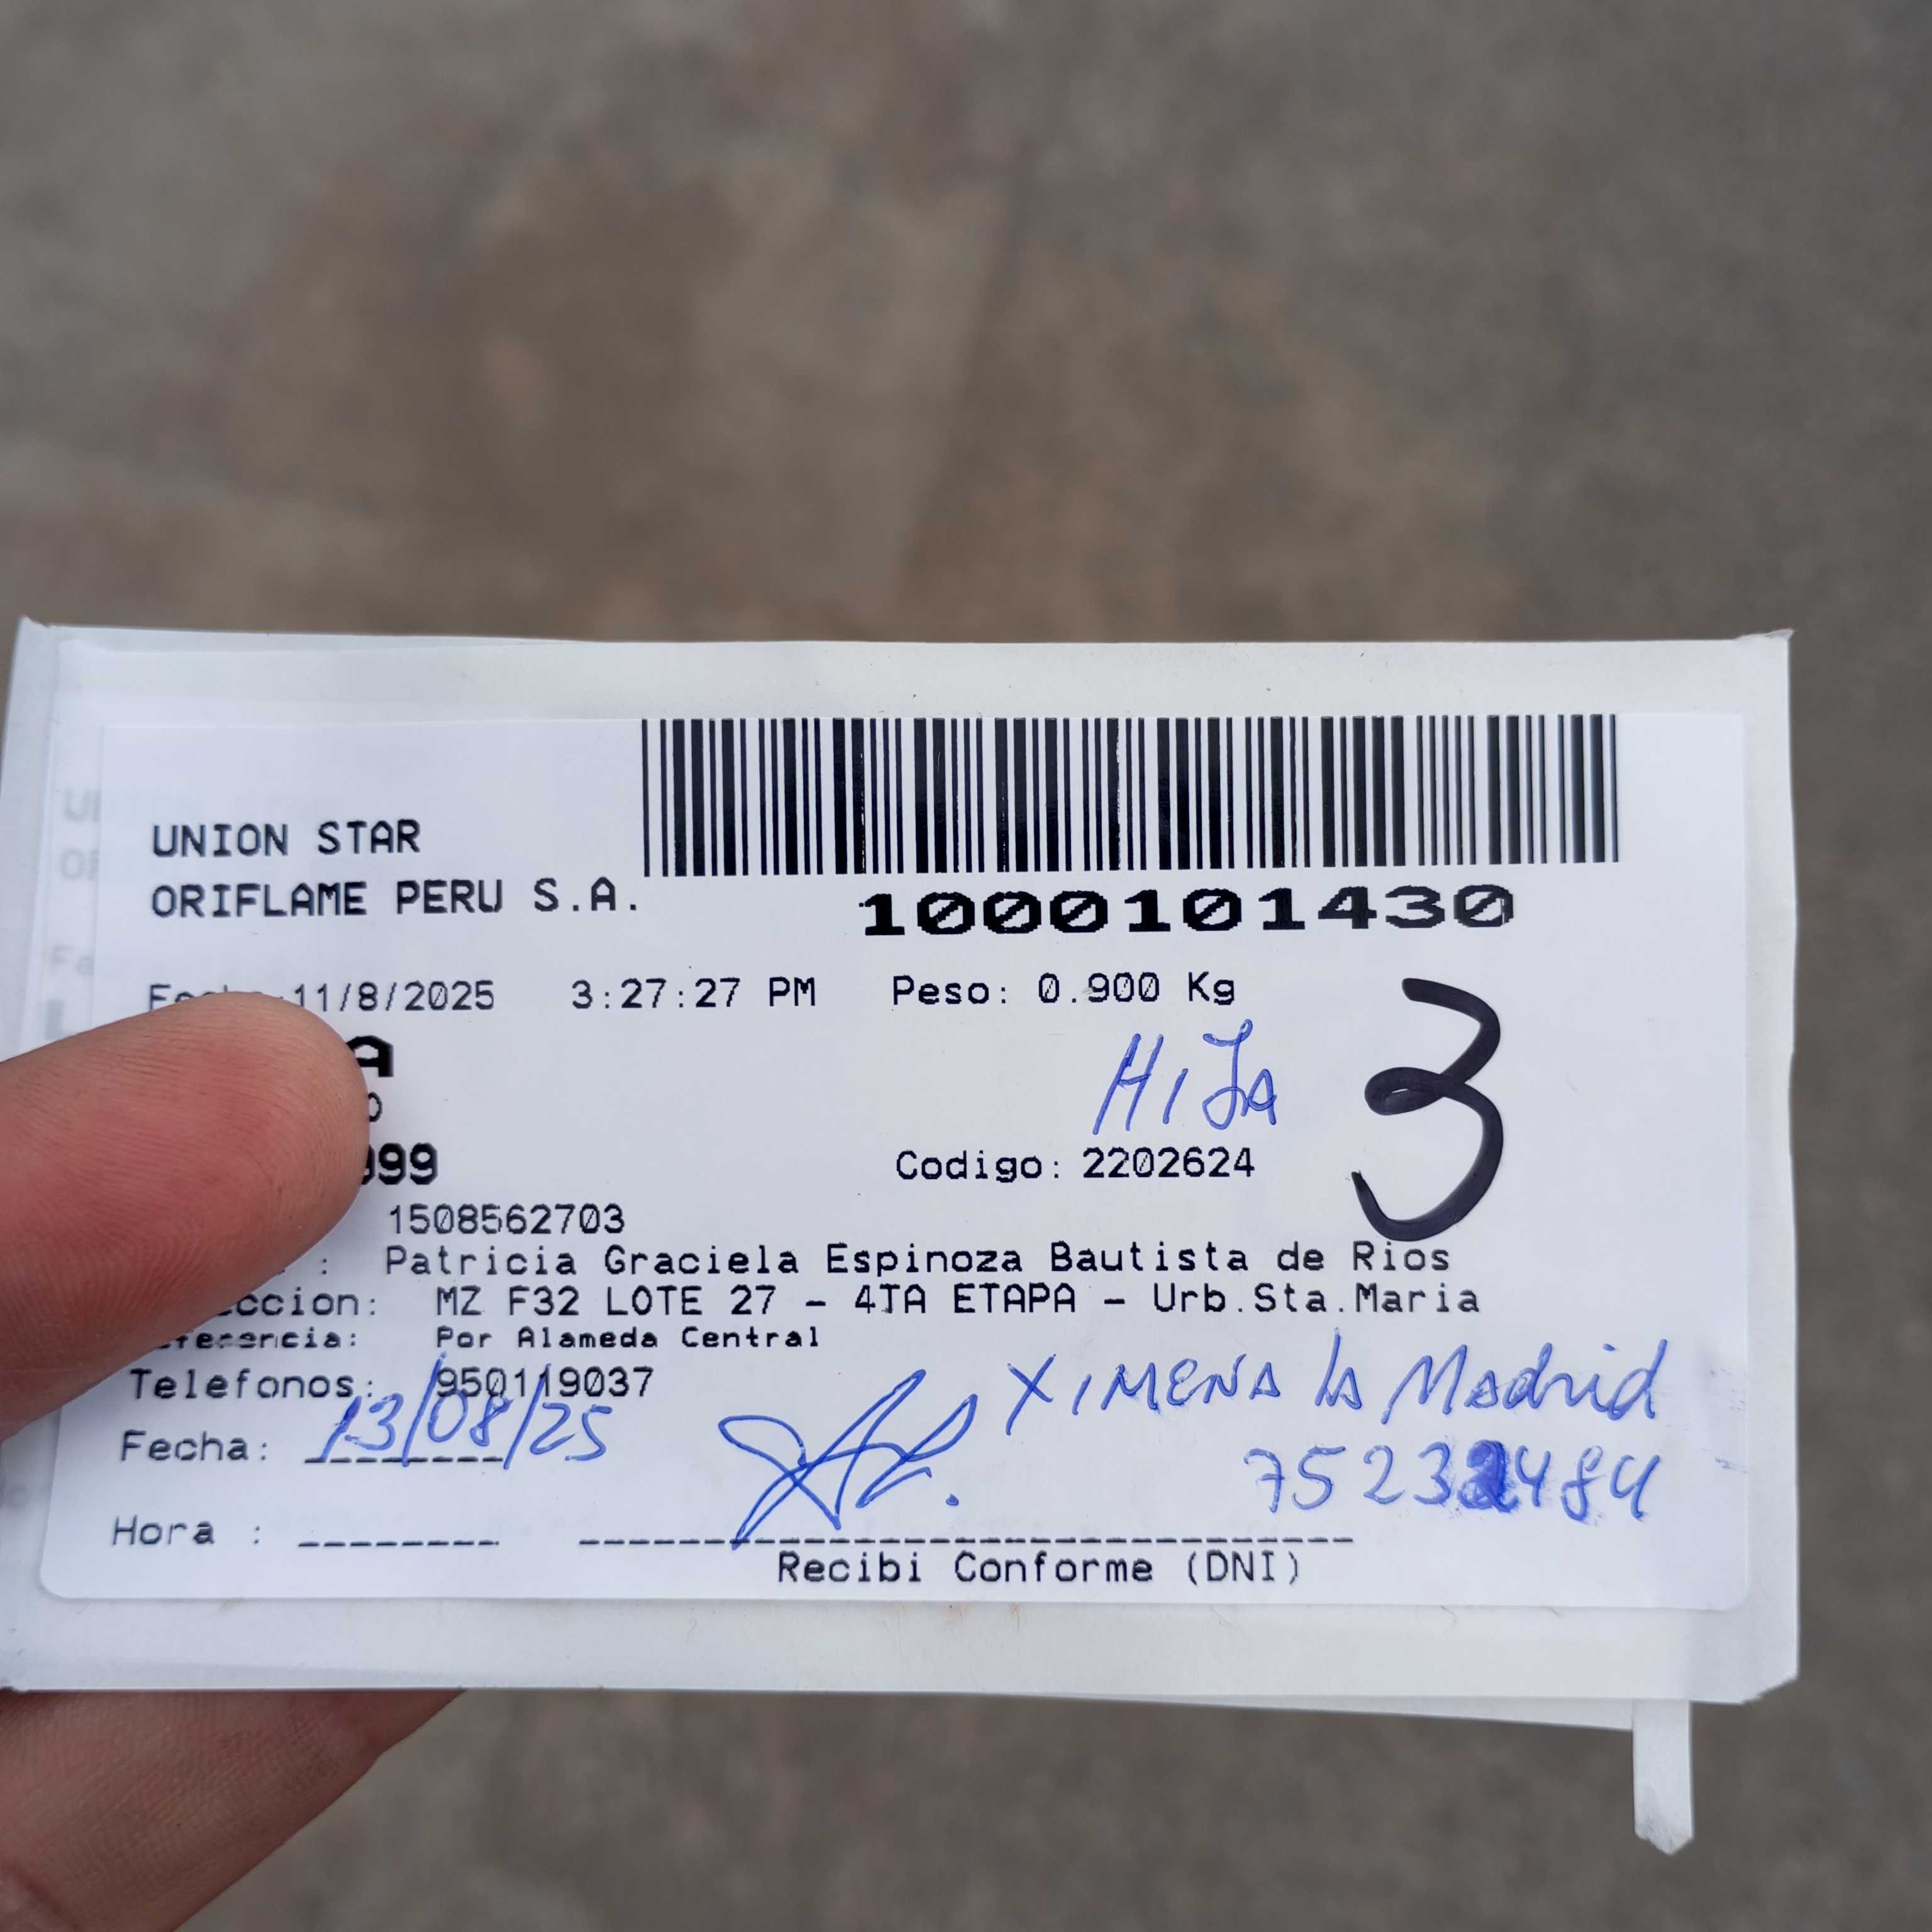 UNION STAR
ORIFLAME PERU S.A.
1000101430
11/8/2025 3:27:27 PM Peso: 0.900 Kg
HIJA
3
Codigo: 2202624
1508562703
Patricia Graciela Espinoza Bautista de Rios
MZ F32 LOTE 27 - 4TA ETAPA - Urb.Sta.Maria
Por Alameda Central
Telefonos: 950119037
XIMENA LA Madrid
Fecha: 13/08/25
Hora :
Recibi Conforme (DNI)